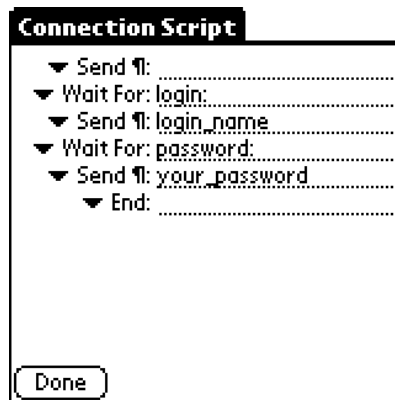 Connection Script
Send ¶:
Wait For: login:
Send ¶: login_name
Wait For: password:
Send ¶: your_password
End:
Done